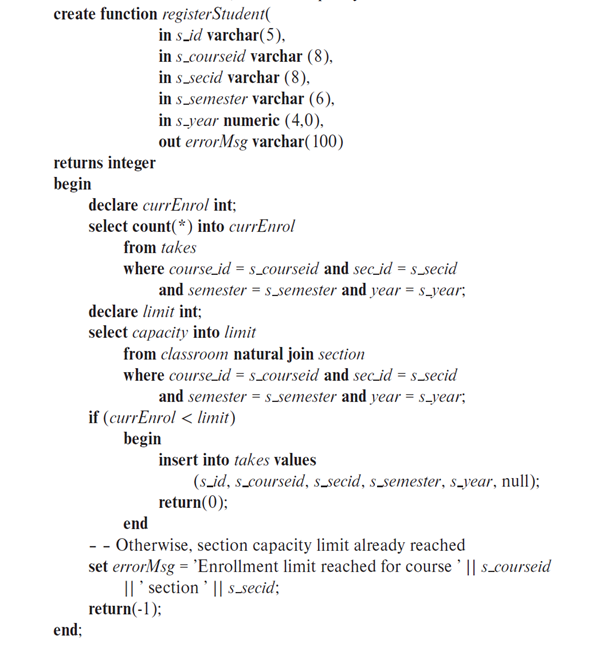 create function registerStudent(
in s_id varchar(5),
in s_courseid varchar (8),
in s_secid varchar (8),
in s_semester varchar (6),
in s_year numeric (4,0),
out errorMsg varchar(100)
returns integer
begin
declare currEnrol int;
select count(*) into currEnrol
from takes
where course_id = s_courseid and sec_id = s_secid
and semester = s_semester and year = s_year;
declare limit int;
select capacity into limit
from classroom natural join section
where course_id = s_courseid and sec_id = s_secid
and semester = s_semester and year = s_year;
if (currEnrol < limit)
begin
insert into takes values
(s_id, s_courseid, s_secid, s_semester, s_year, null);
return(0);
end
– – Otherwise, section capacity limit already reached
set errorMsg = ’Enrollment limit reached for course ’ || s_courseid
|| ’ section ’ || s_secid;
return(-1);
end;